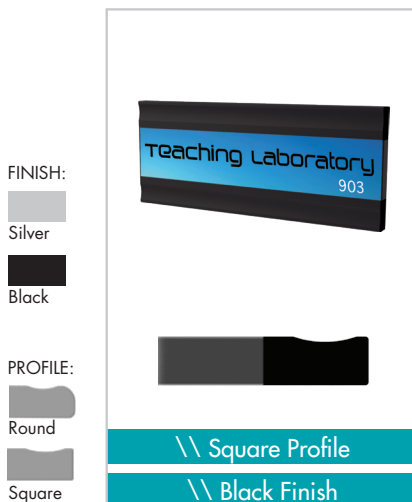 FINISH:
Silver
Black
PROFILE:
Round
Square
Teaching Laboratory
903
\\ Square Profile
\\ Black Finish